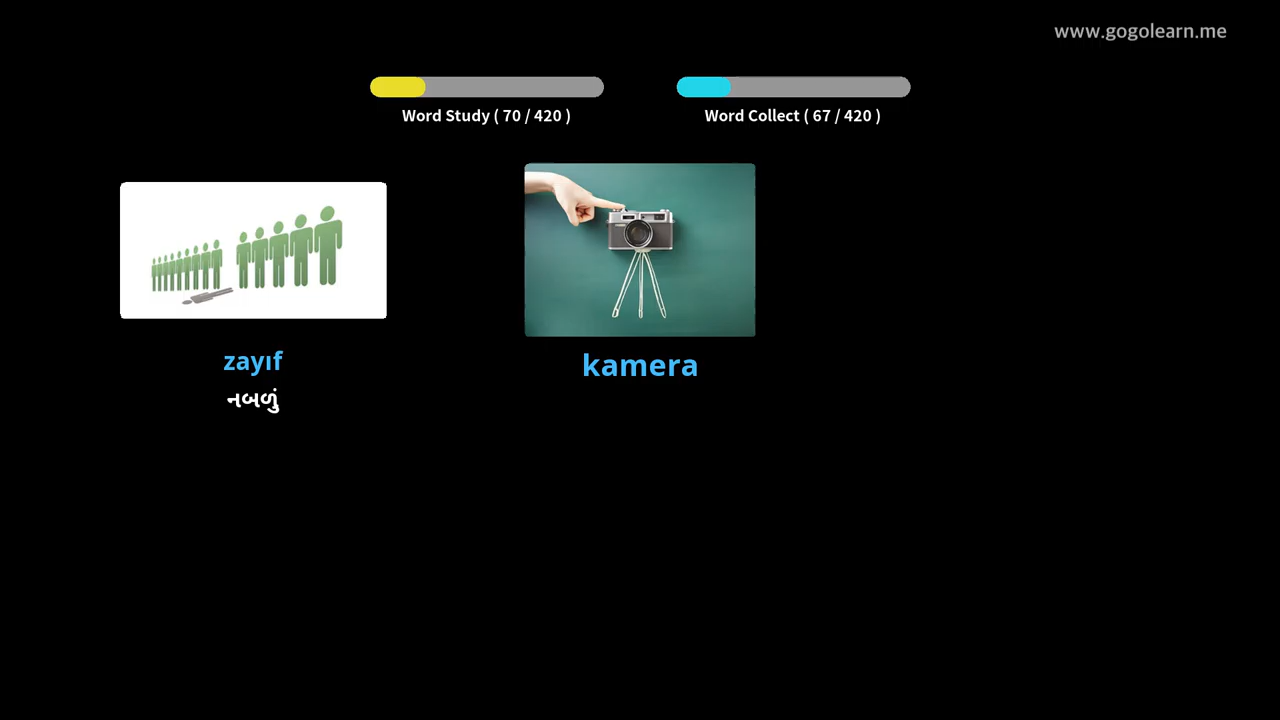 www.gogolearn.me
Word Study ( 70 / 420 )
Word Collect ( 67 / 420 )
zayıf
નબળું
kamera